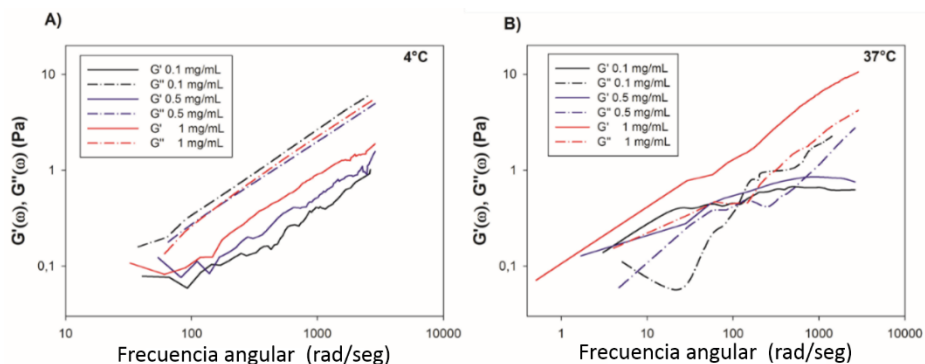 A)
4°C
G' 0.1 mg/mL
G" 0.1 mg/mL
G' 0.5 mg/mL
G" 0.5 mg/mL
G' 1 mg/mL
G" 1 mg/mL
G'(ω), G"(ω) (Pa)
10
1
0,1
10 100 1000 10000
Frecuencia angular (rad/seg)
B)
37°C
G' 0.1 mg/mL
G" 0.1 mg/mL
G' 0.5 mg/mL
G" 0.5 mg/mL
G' 1 mg/mL
G" 1 mg/mL
G'(ω), G"(ω) (Pa)
10
1
0,1
1 10 100 1000 10000
Frecuencia angular (rad/seg)